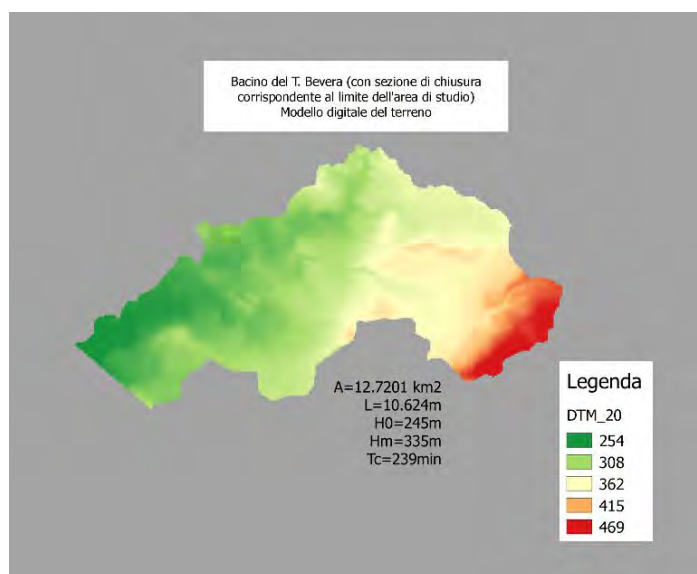 Bacino del T. Bevera (con sezione di chiusura
corrispondente al limite dell'area di studio)
Modello digitale del terreno
A=12.7201 km2
L=10.624m
H0=245m
Hm=335m
Tc=239min
Legenda
DTM_20
254
308
362
415
469